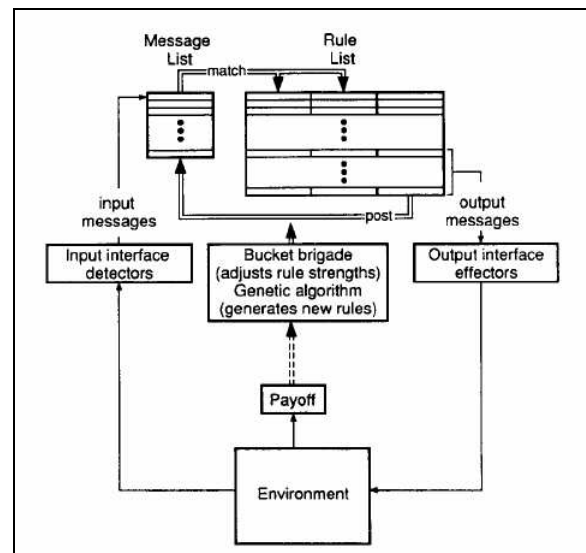 Message
List
Rule
List
match
post
input
messages
output
messages
Input interface
detectors
Bucket brigade
(adjusts rule strengths)
Genetic algorithm
(generates new rules)
Output interface
effectors
Payoff
Environment